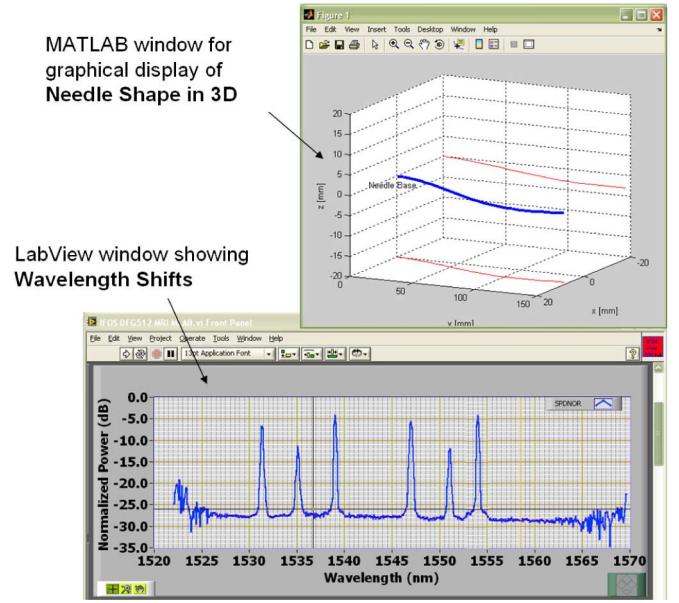 MATLAB window for
graphical display of
Needle Shape in 3D
Figure 1
File Edit View Insert Tools Desktop Window Help
20
15
10
5
0
-5
-10
-15
-20
z [mm]
Needle Base
0
50
100
150
y [mm]
20
0
-20
x [mm]
LabView window showing
Wavelength Shifts
Front Panel
File Edit View Project Operate Tools Window Help
13pt Application Font
SPDNOR
Normalized Power (dB)
0.0
-5.0
-10.0
-15.0
-20.0
-25.0
-30.0
-35.0
1520 1525 1530 1535 1540 1545 1550 1555 1560 1565 1570
Wavelength (nm)